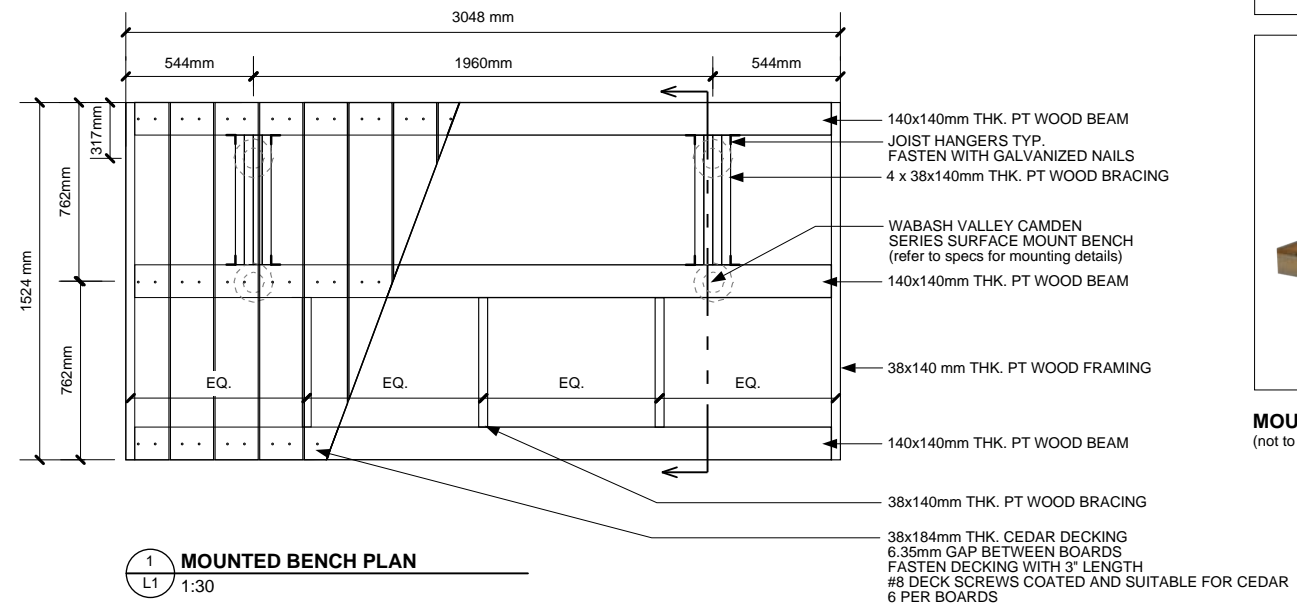 3048 mm
544mm
1960mm
544mm
317mm
762mm
1524 mm
762mm
EQ.
EQ.
EQ.
EQ.
140x140mm THK. PT WOOD BEAM
JOIST HANGERS TYP.
FASTEN WITH GALVANIZED NAILS
4 x 38x140mm THK. PT WOOD BRACING
WABASH VALLEY CAMDEN
SERIES SURFACE MOUNT BENCH
(refer to specs for mounting details)
140x140mm THK. PT WOOD BEAM
38x140 mm THK. PT WOOD FRAMING
140x140mm THK. PT WOOD BEAM
38x140mm THK. PT WOOD BRACING
38x184mm THK. CEDAR DECKING
6.35mm GAP BETWEEN BOARDS
FASTEN DECKING WITH 3" LENGTH
#8 DECK SCREWS COATED AND SUITABLE FOR CEDAR
6 PER BOARDS
1
L1
MOUNTED BENCH PLAN
1:30
MOU
(not to